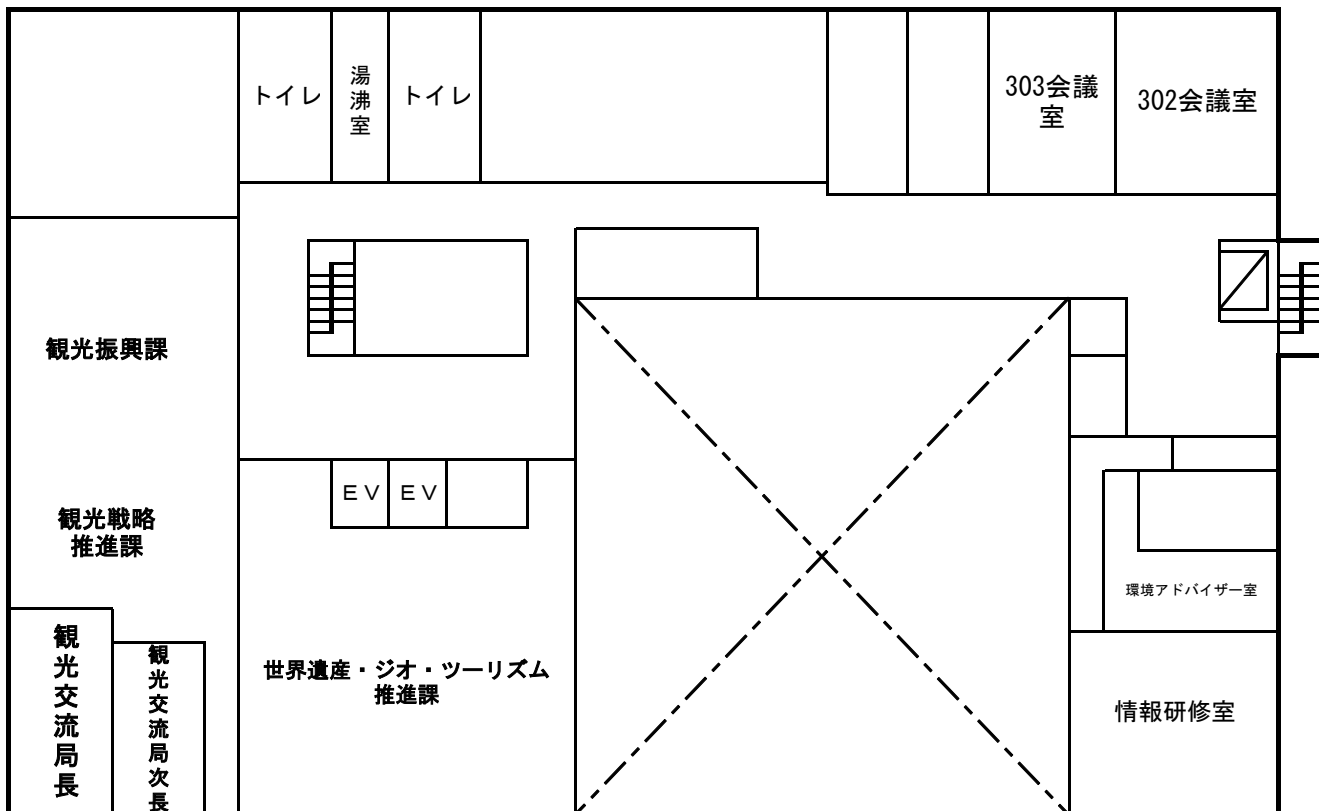 トイレ
湯沸室
トイレ
303会議
室
302会議室
観光振興課
ＥＶ
ＥＶ
観光戦略
推進課
環境アドバイザー室
観光交流局長
観光交流局次長
世界遺産・ジオ・ツーリズム
推進課
情報研修室